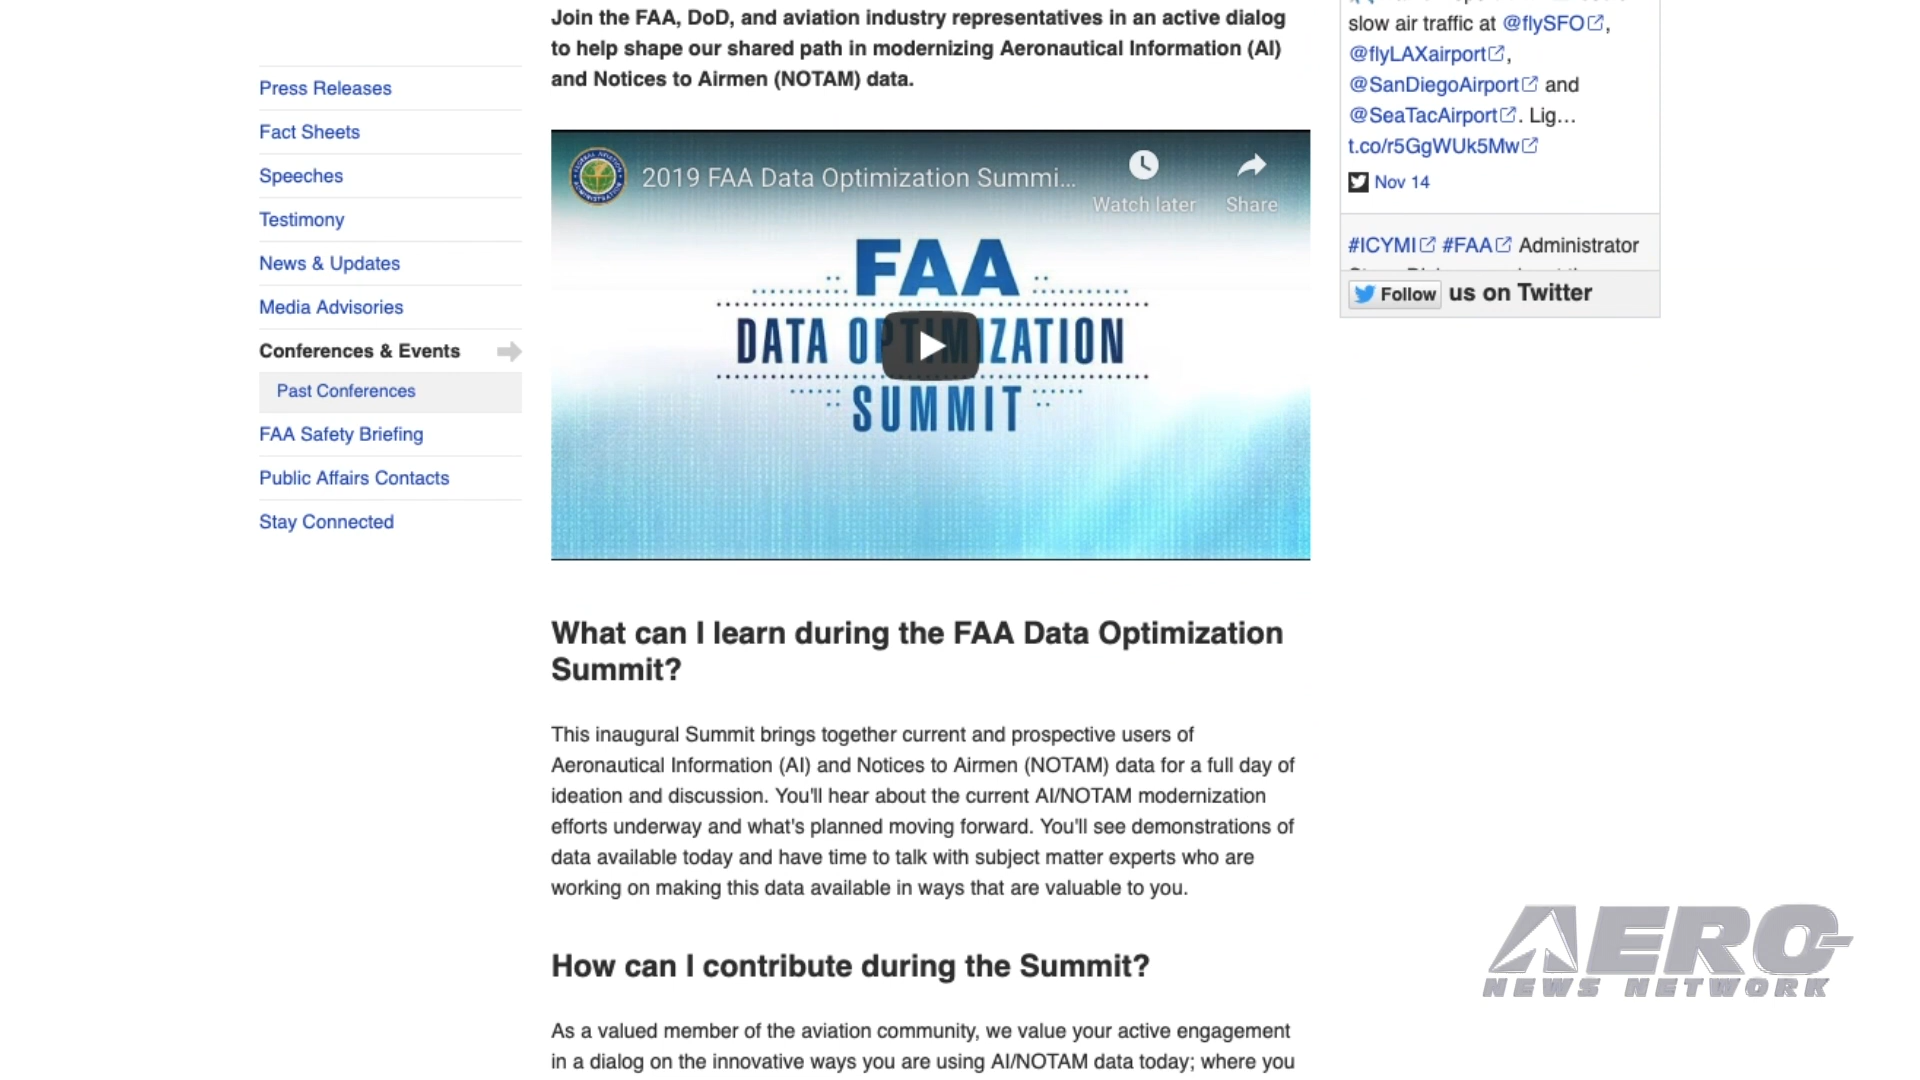 Join the FAA, DoD, and aviation industry representatives in an active dialog
to help shape our shared path in modernizing Aeronautical Information (AI)
and Notices to Airmen (NOTAM) data.
Press Releases
Fact Sheets
Speeches
Testimony
News & Updates
Media Advisories
Conferences & Events
Past Conferences
FAA Safety Briefing
Public Affairs Contacts
Stay Connected
2019 FAA Data Optimization Summi...
Watch later
Share
FAA
DATA OPTIMIZATION
SUMMIT
What can I learn during the FAA Data Optimization
Summit?
This inaugural Summit brings together current and prospective users of
Aeronautical Information (AI) and Notices to Airmen (NOTAM) data for a full day of
ideation and discussion. You'll hear about the current AI/NOTAM modernization
efforts underway and what's planned moving forward. You'll see demonstrations of
data available today and have time to talk with subject matter experts who are
working on making this data available in ways that are valuable to you.
How can I contribute during the Summit?
As a valued member of the aviation community, we value your active engagement
in a dialog on the innovative ways you are using AI/NOTAM data today; where you
slow air traffic at @flySFO,
@flyLAXairport,
@SanDiegoAirport and
@SeaTacAirport. Lig...
t.co/r5GgWUk5Mw
Nov 14
#ICYMI #FAA Administrator
Follow us on Twitter
AERO-
NEWS NETWORK